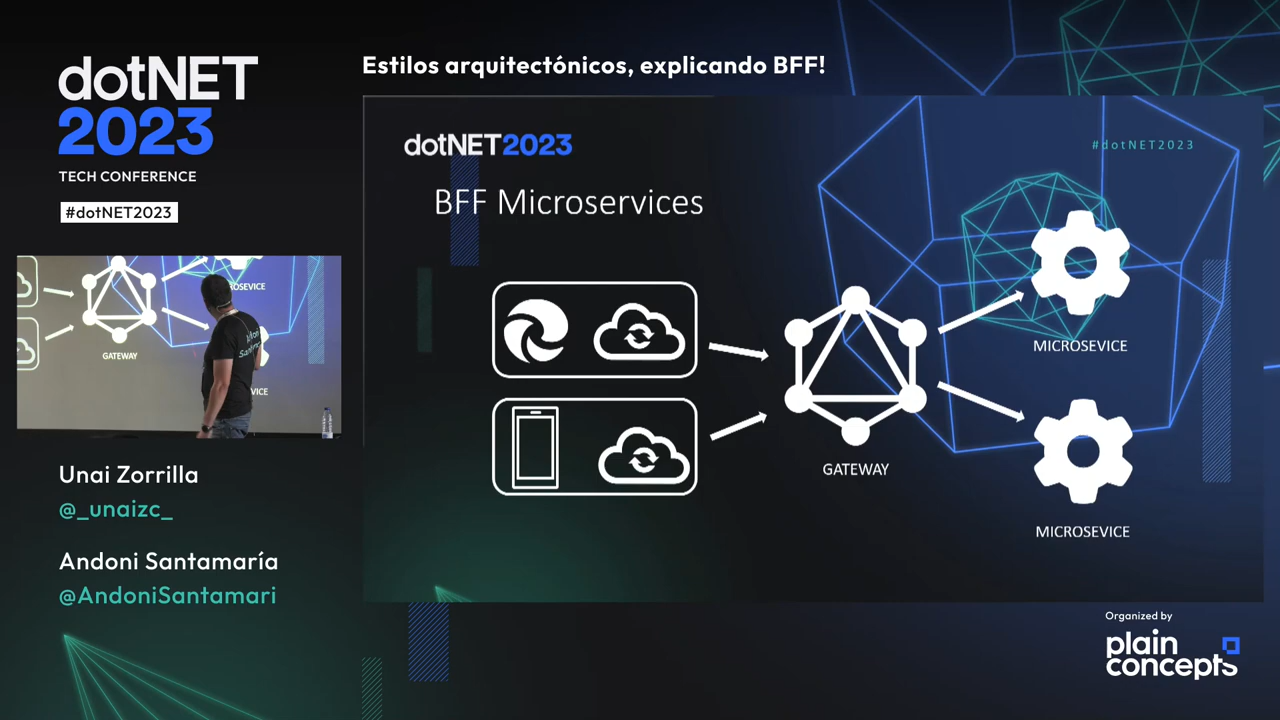 dotNET
2023
TECH CONFERENCE
#dotNET2023
Estilos arquitectónicos, explicando BFF!
dotNET2023
#dotNET2023
BFF Microservices
GATEWAY
MICROSEVICE
MICROSEVICE
GATEWAY
Unai Zorrilla
@_unaizc_
Andoni Santamaría
@AndoniSantamari
Organized by
plain
concepts